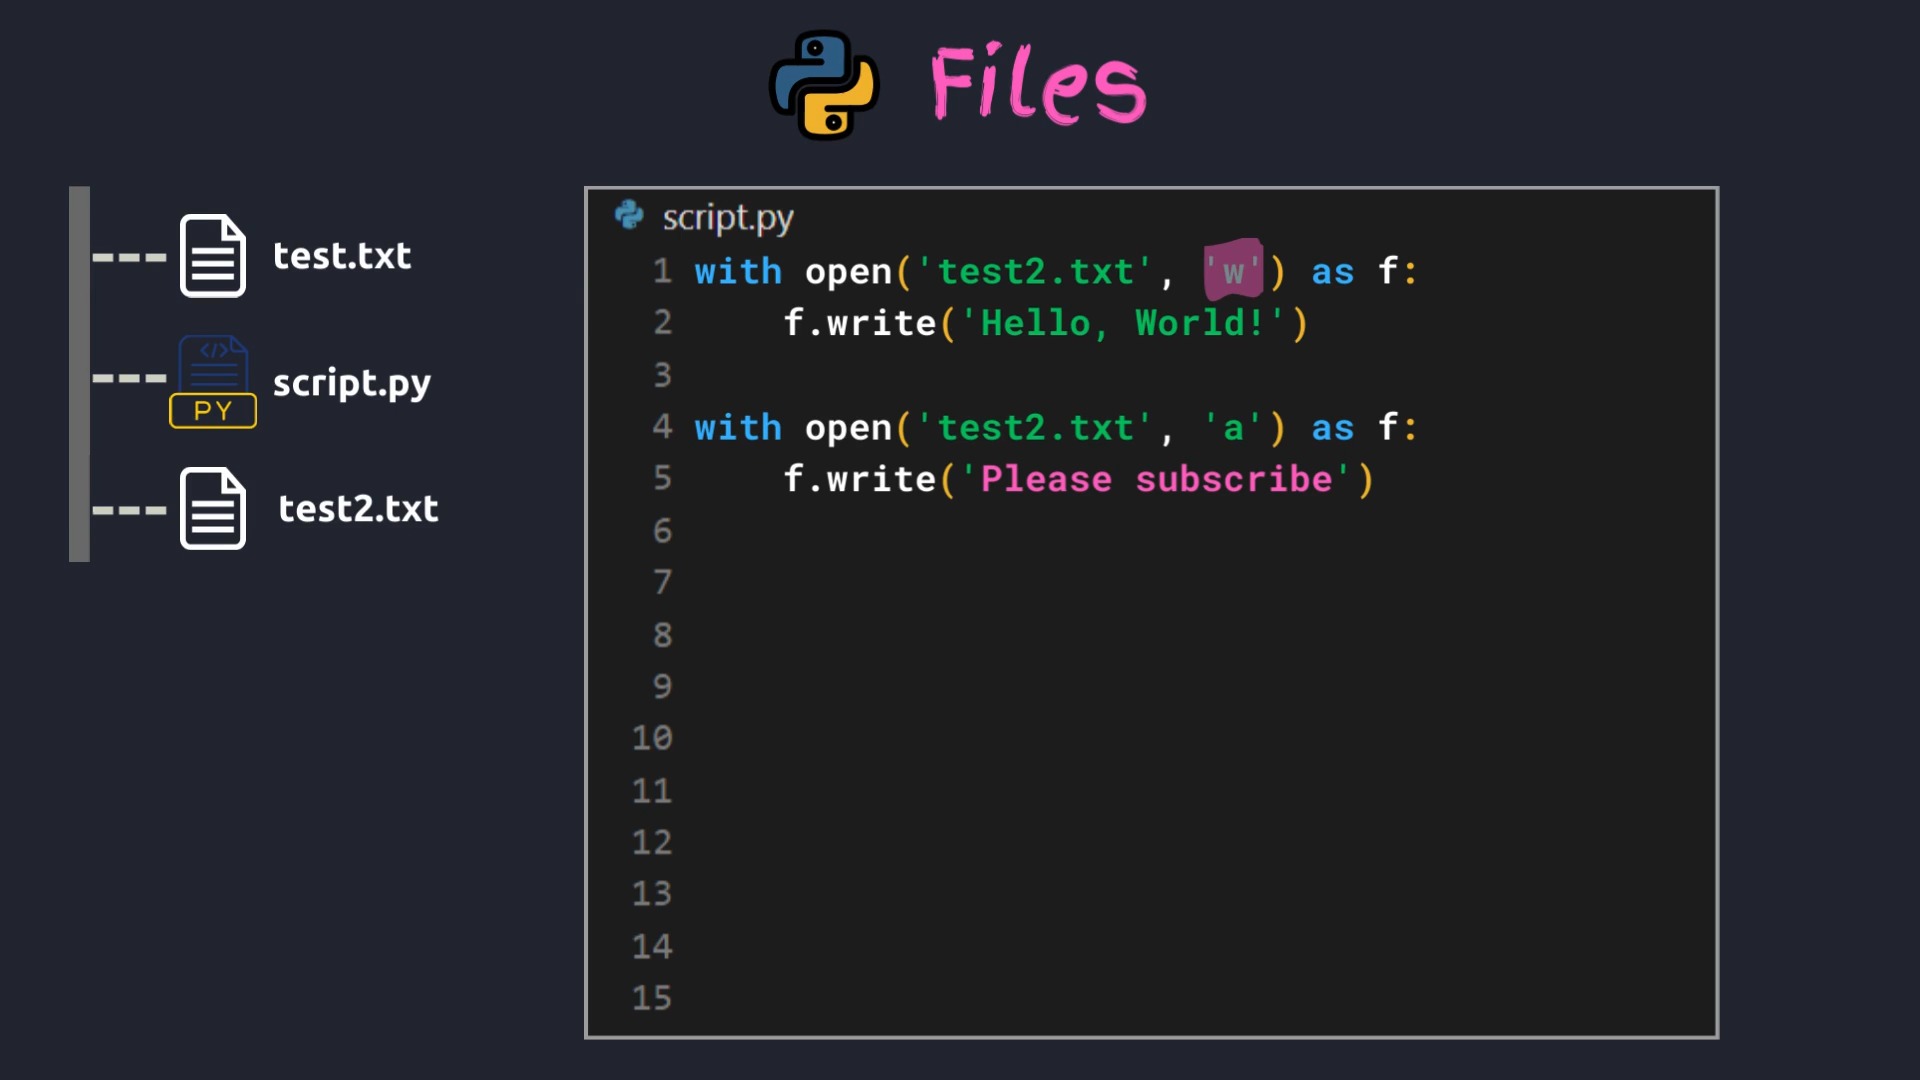 Files
test.txt
</>
PY
script.py
test2.txt
script.py
1 with open('test2.txt', 'w') as f:
2     f.write('Hello, World!')
3
4 with open('test2.txt', 'a') as f:
5     f.write('Please subscribe')
6
7
8
9
10
11
12
13
14
15